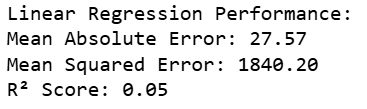 Linear Regression Performance:
Mean Absolute Error: 27.57
Mean Squared Error: 1840.20
R² Score: 0.05